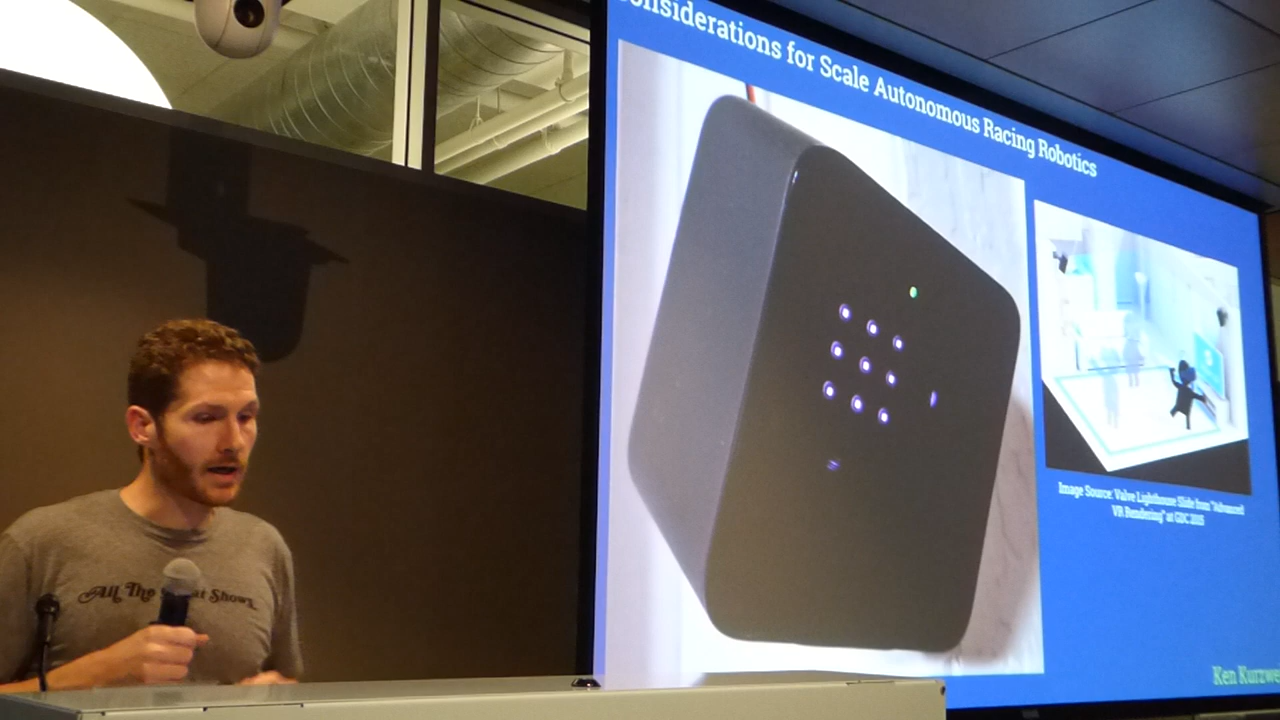 onsiderations for Scale Autonomous Racing Robotics
Image Source: Valve Lighthouse Slide from "Advanced
VR Rendering" at GDC 2015
Ken Kurzwe
All The at Shows